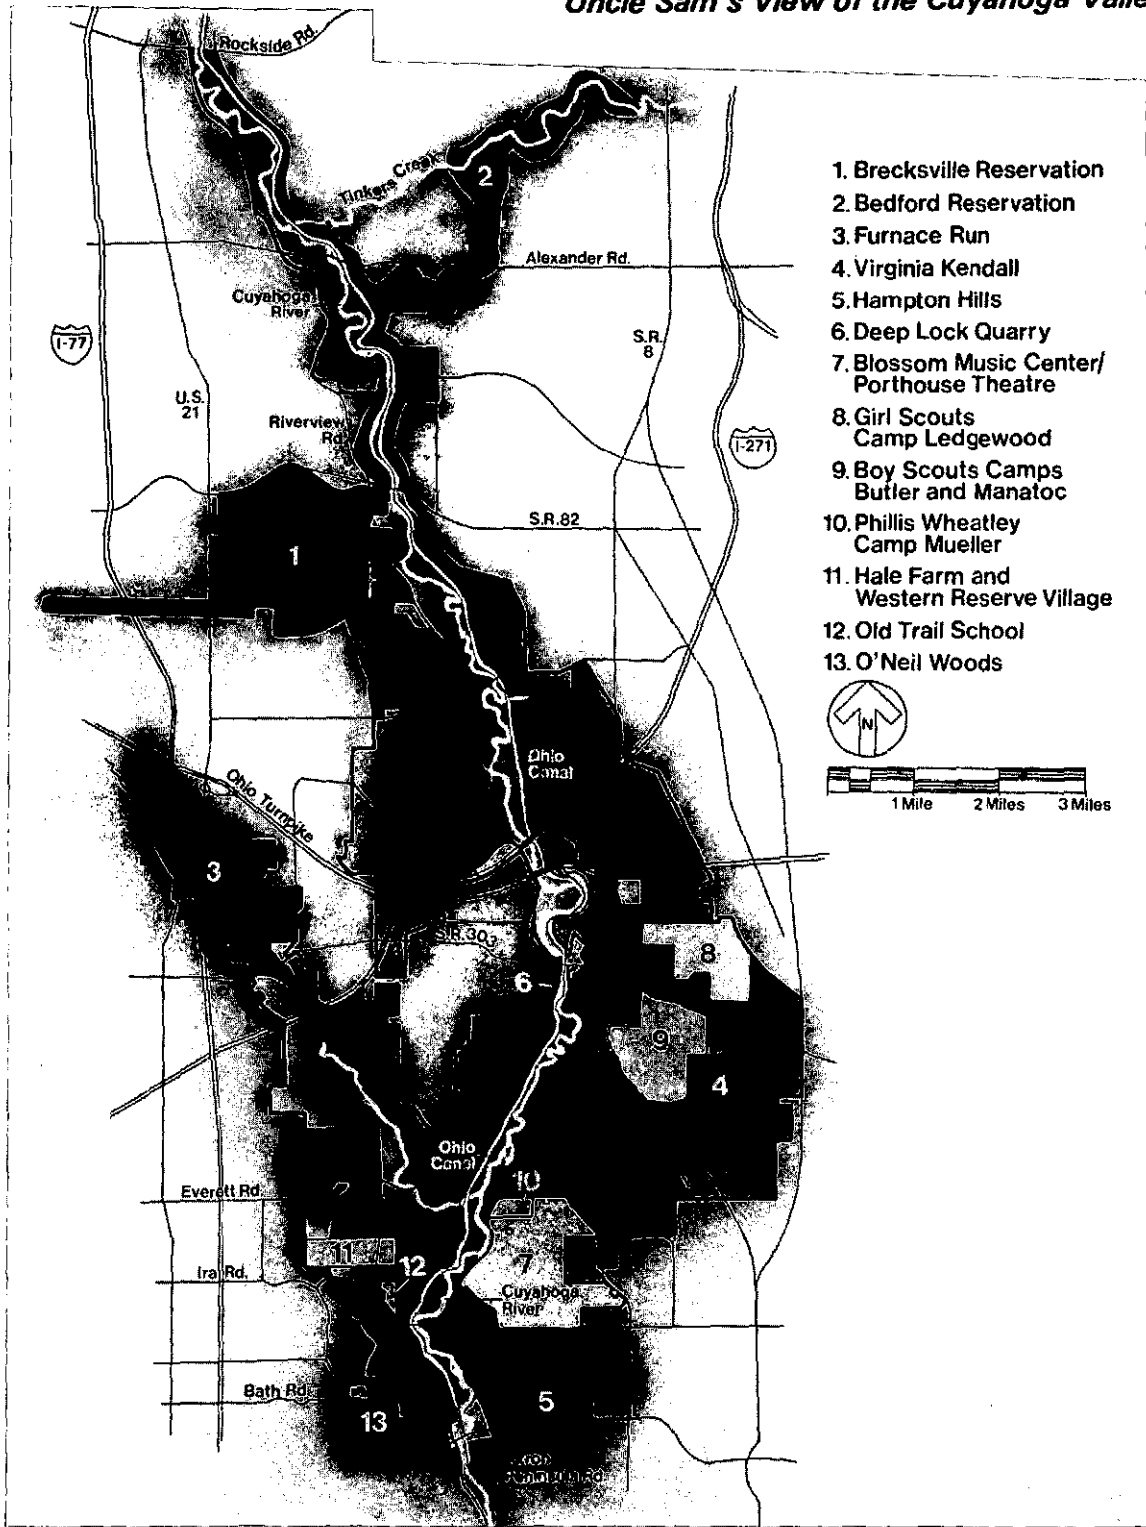 Uncle Sam's View of the Cuyahoga Valle
Rockside Rd.
Tinkers Creek
2
Alexander Rd.
Cuyahoga
River
I-77
S.R.
8
U.S.
21
Riverview
Rd.
I-271
S.R.82
1
Ohio
Canal
Ohio Turnpike
3
S.R.303
8
6
9
4
Ohio
Canal
10
Everett Rd.
11
12
7
Ira Rd.
Cuyahoga
River
Bath Rd.
5
13
Peninsula Rd.
1. Brecksville Reservation
2. Bedford Reservation
3. Furnace Run
4. Virginia Kendall
5. Hampton Hills
6. Deep Lock Quarry
7. Blossom Music Center/
Porthouse Theatre
8. Girl Scouts
Camp Ledgewood
9. Boy Scouts Camps
Butler and Manatoc
10. Phillis Wheatley
Camp Mueller
11. Hale Farm and
Western Reserve Village
12. Old Trail School
13. O'Neil Woods
N
1 Mile 2 Miles 3 Miles